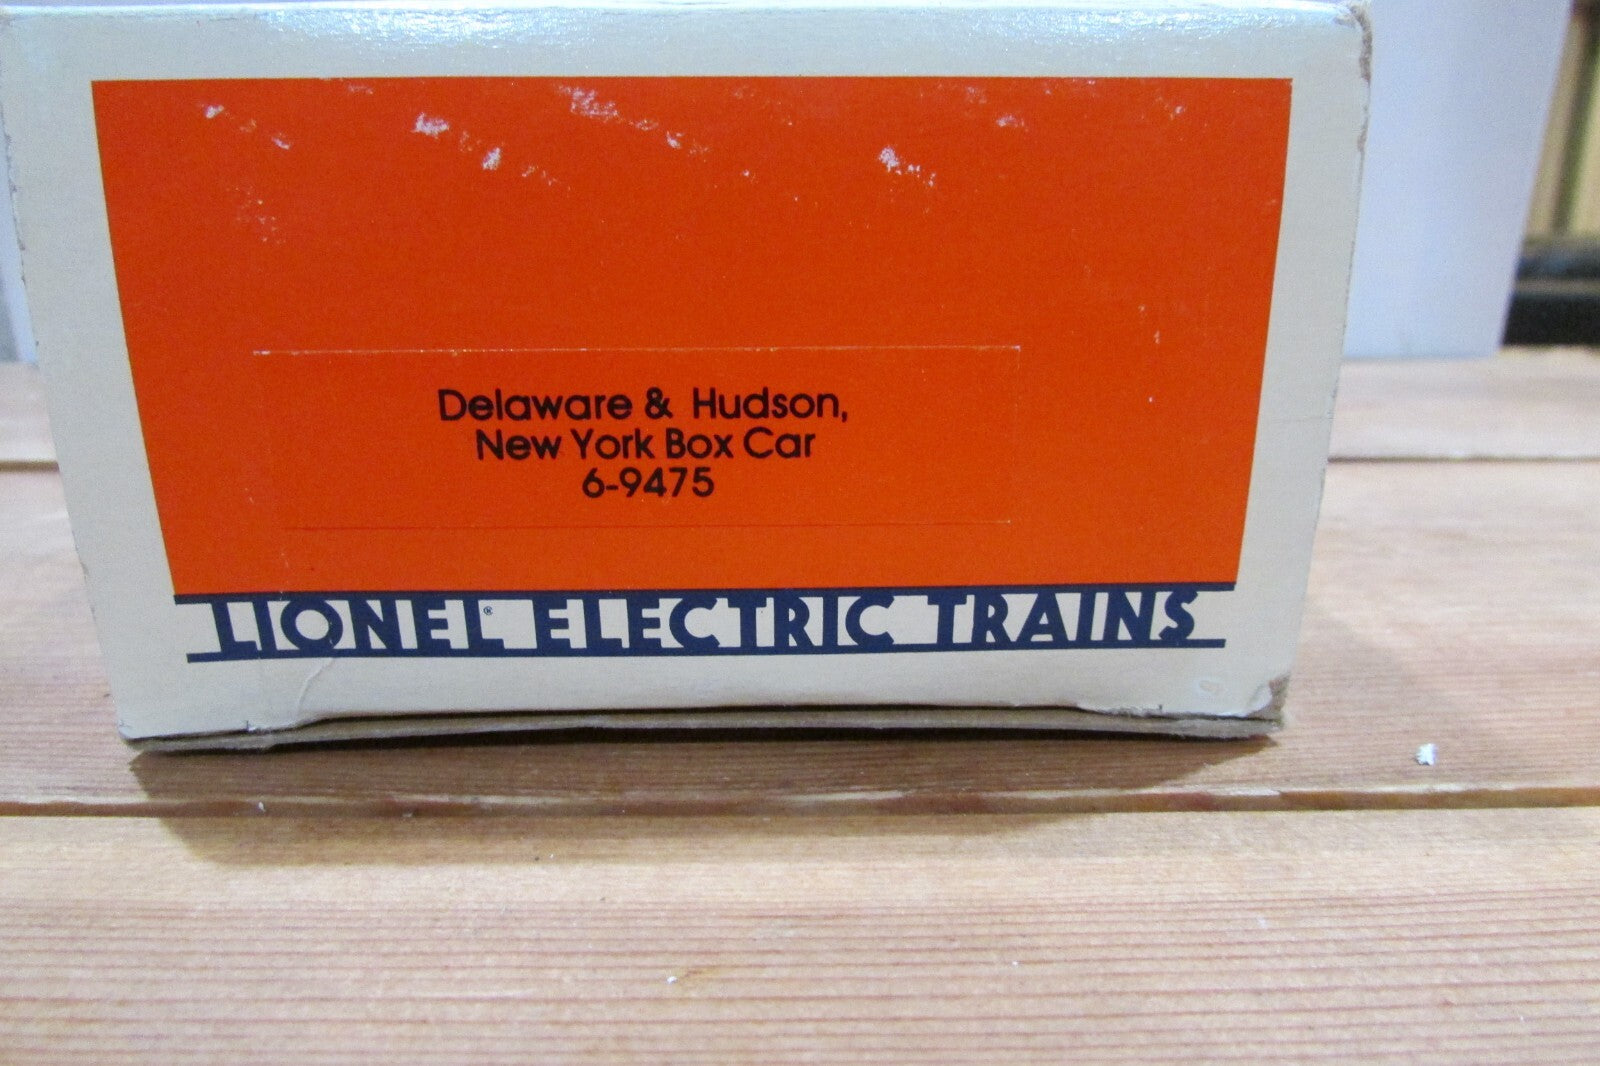 Delaware & Hudson,
New York Box Car
6-9475
LIONEL® ELECTRIC TRAINS